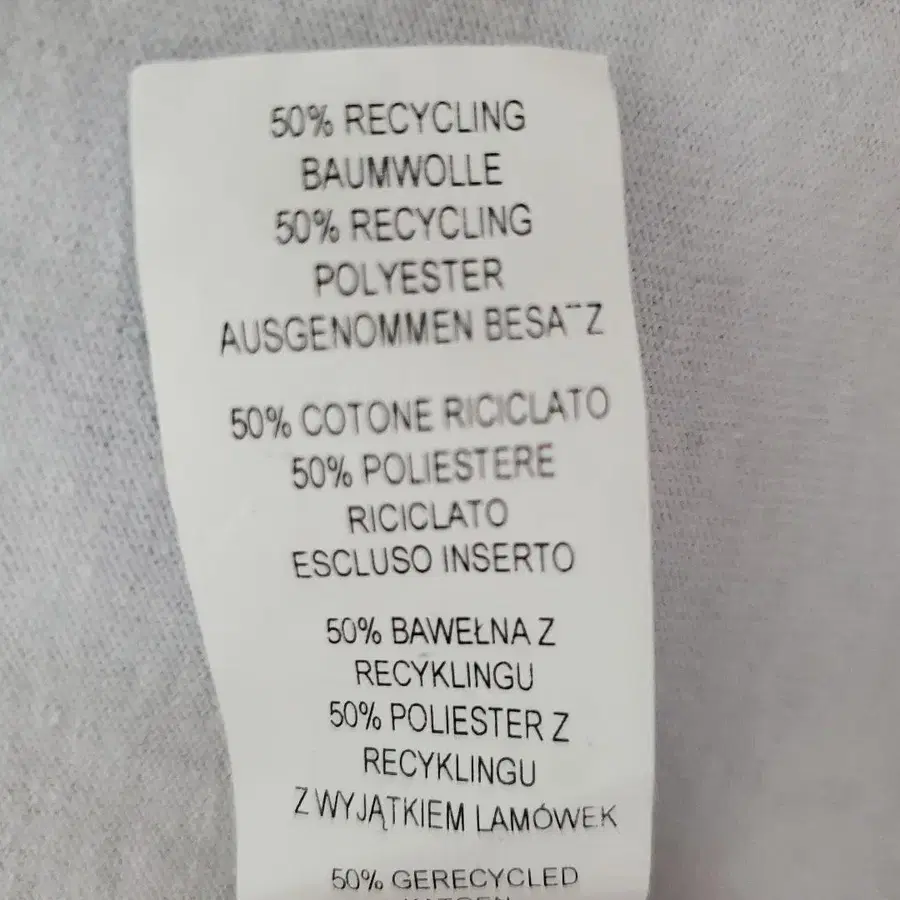 50% RECYCLING
BAUMWOLLE
50% RECYCLING
POLYESTER
AUSGENOMMEN BESA¨Z
50% COTONE RICICLATO
50% POLIESTERE
RICICLATO
ESCLUSO INSERTO
50% BAWEŁNA Z
RECYKLINGU
50% POLIESTER Z
RECYKLINGU
Z WYJĄTKIEM LAMÓWEK
50% GERECYCLED